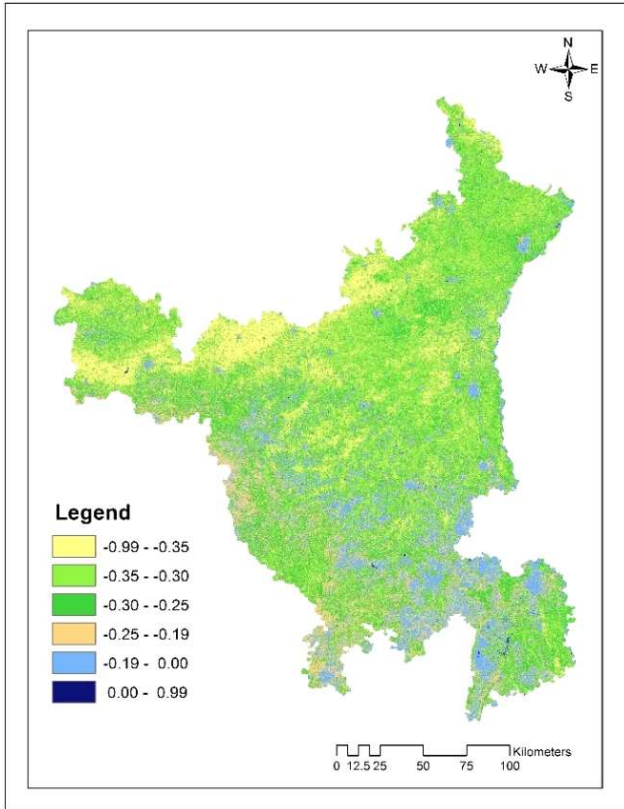 N
W E
S
Legend
-0.99 - -0.35
-0.35 - -0.30
-0.30 - -0.25
-0.25 - -0.19
-0.19 - 0.00
0.00 - 0.99
Kilometers
0 12.5 25 50 75 100